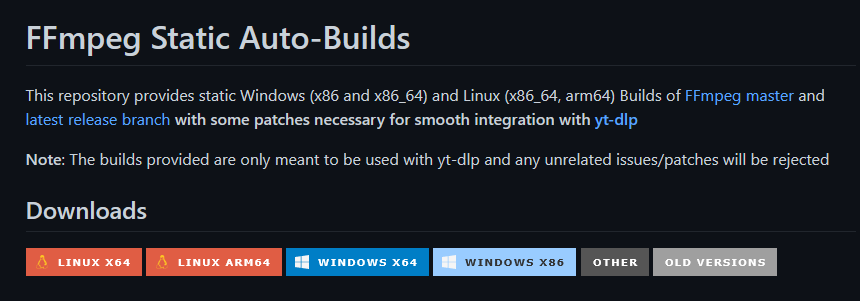 FFmpeg Static Auto-Builds
This repository provides static Windows (x86 and x86_64) and Linux (x86_64, arm64) Builds of FFmpeg master and
latest release branch with some patches necessary for smooth integration with yt-dlp
Note: The builds provided are only meant to be used with yt-dlp and any unrelated issues/patches will be rejected
Downloads
LINUX X64 LINUX ARM64 WINDOWS X64 WINDOWS X86 OTHER OLD VERSIONS